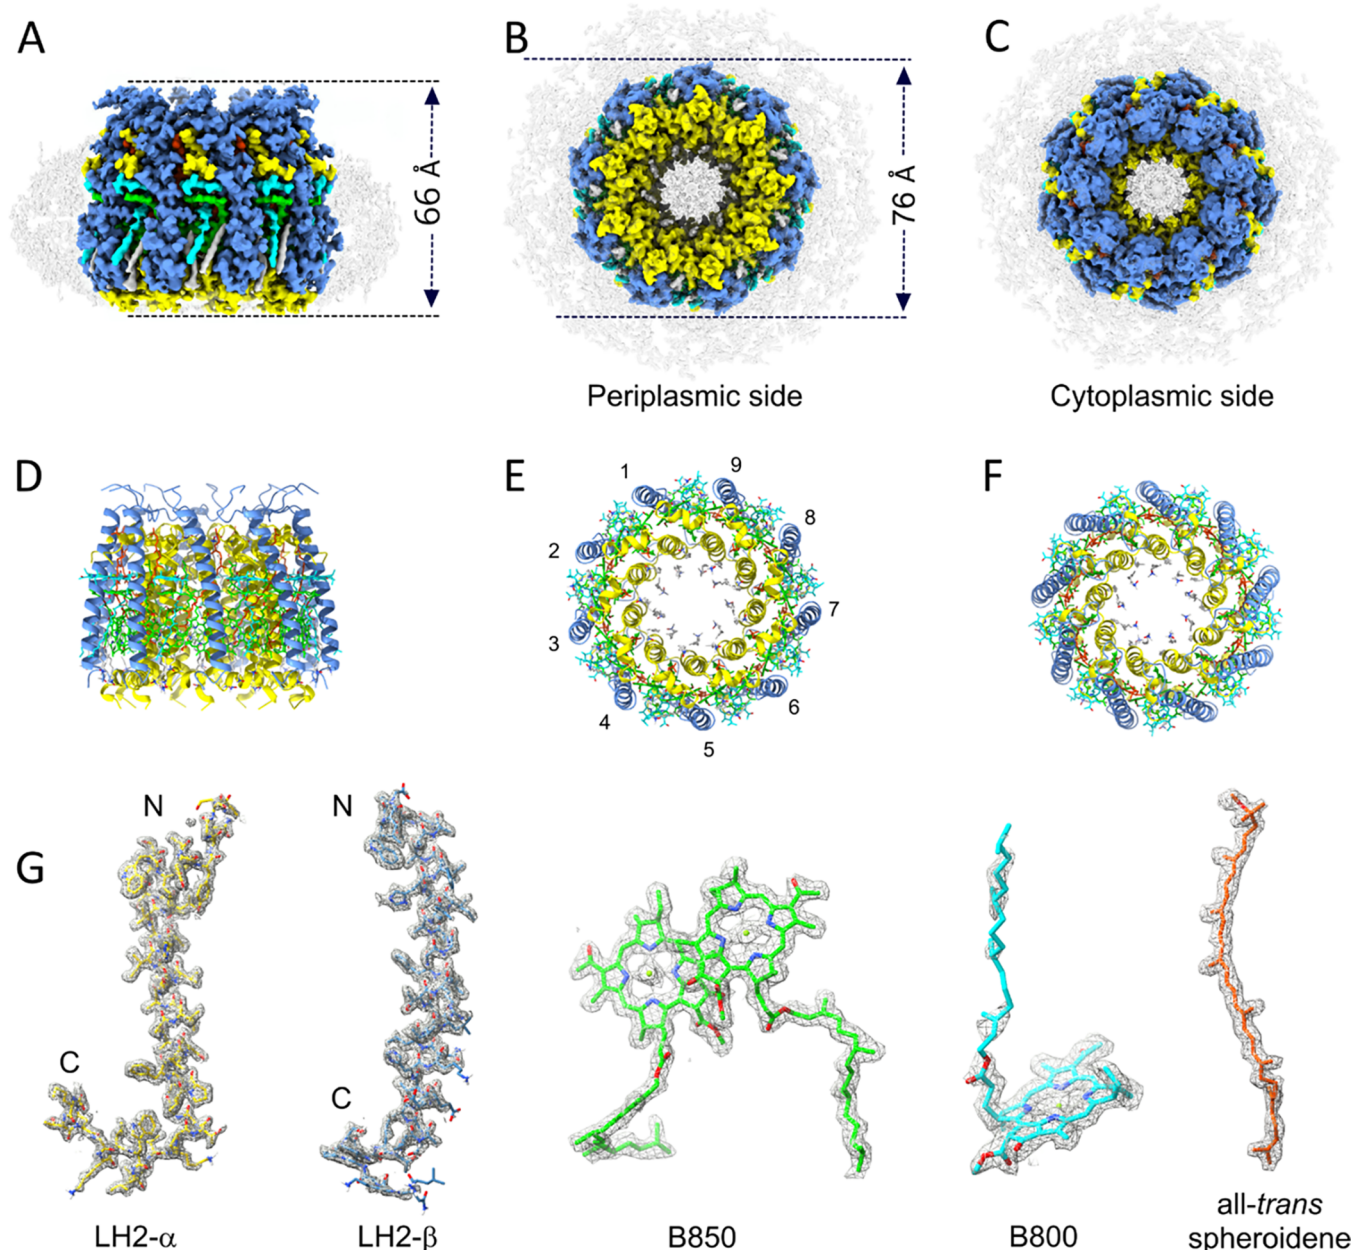 A
B
C
66 Å
76 Å
Periplasmic side
Cytoplasmic side
D
E
F
1
9
8
2
7
3
6
4
5
G
N
N
C
C
LH2-α
LH2-β
B850
B800
all-trans
spheroidene